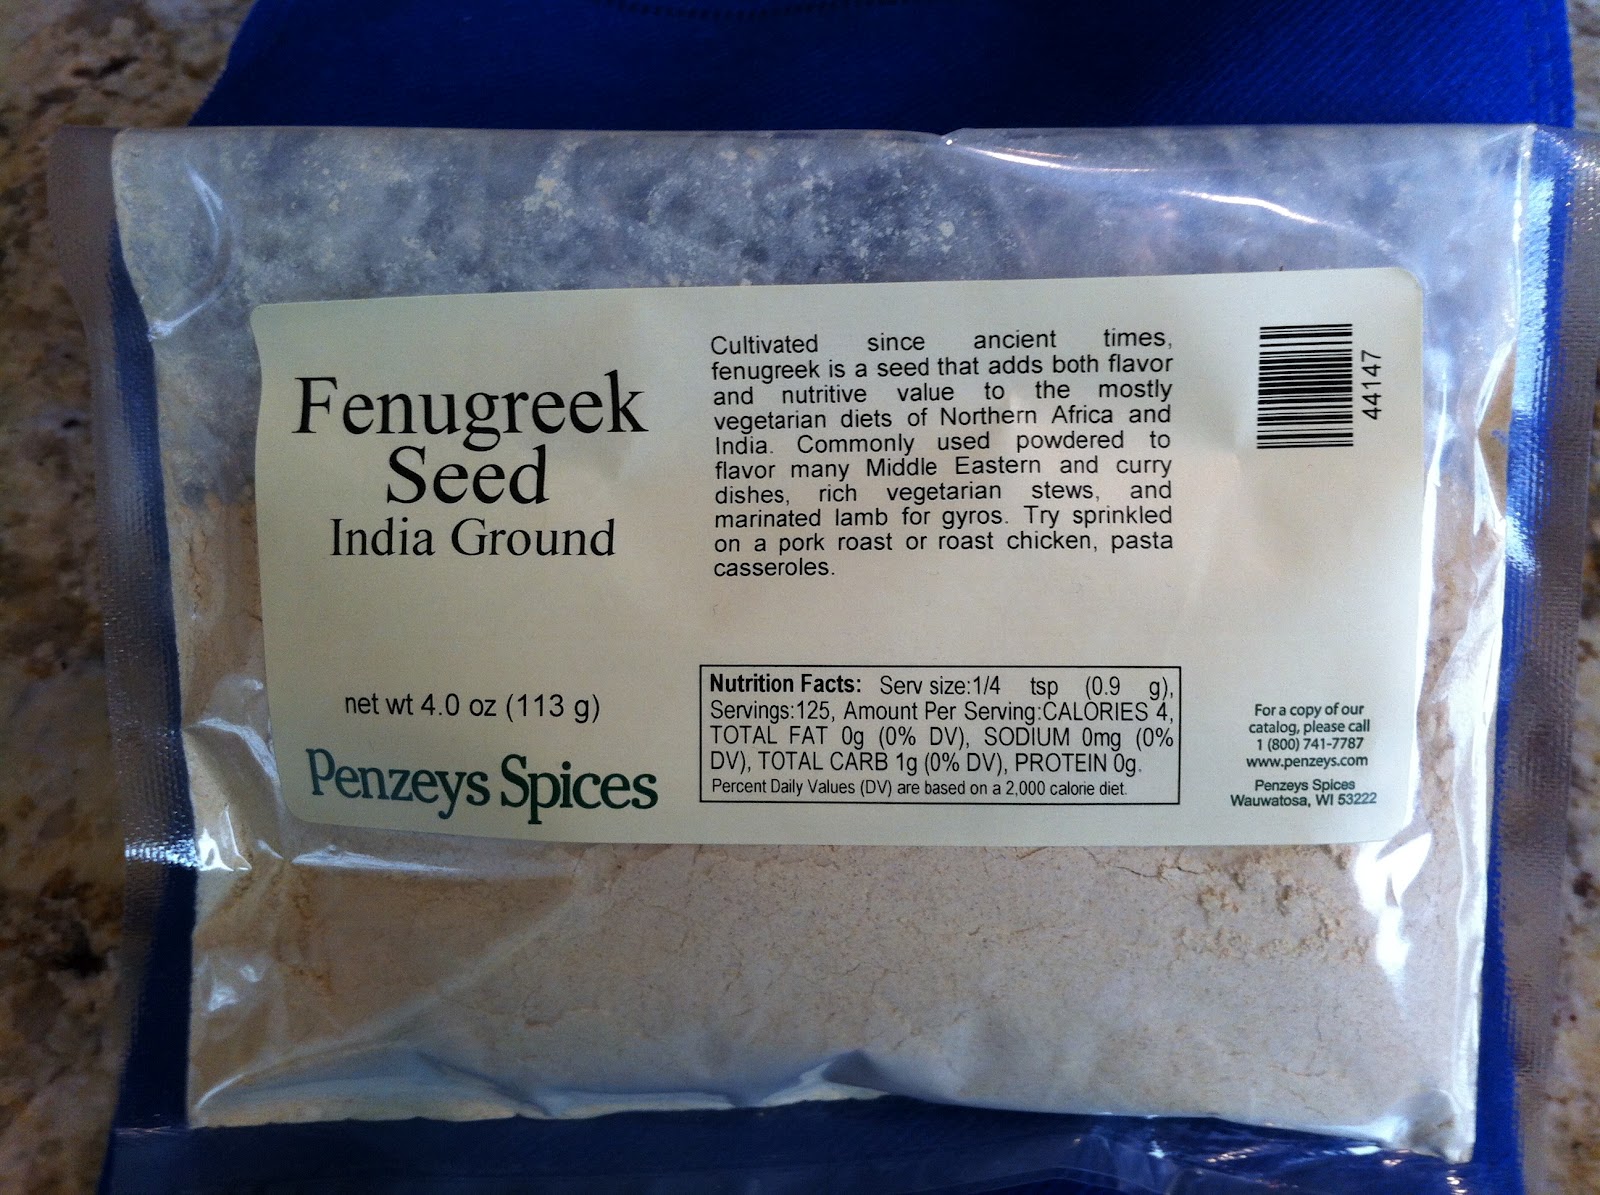 Fenugreek
Seed
India Ground
net wt 4.0 oz (113 g)
Penzeys Spices
Cultivated since ancient times,
fenugreek is a seed that adds both flavor
and nutritive value to the mostly
vegetarian diets of Northern Africa and
India. Commonly used powdered to
flavor many Middle Eastern and curry
dishes, rich vegetarian stews, and
marinated lamb for gyros. Try sprinkled
on a pork roast or roast chicken, pasta
casseroles.
Nutrition Facts: Serv size:1/4 tsp (0.9 g),
Servings:125, Amount Per Serving:CALORIES 4,
TOTAL FAT 0g (0% DV), SODIUM 0mg (0%
DV), TOTAL CARB 1g (0% DV), PROTEIN 0g.
Percent Daily Values (DV) are based on a 2,000 calorie diet.
44147
For a copy of our
catalog, please call
1 (800) 741-7787
www.penzeys.com
Penzeys Spices
Wauwatosa, WI 53222